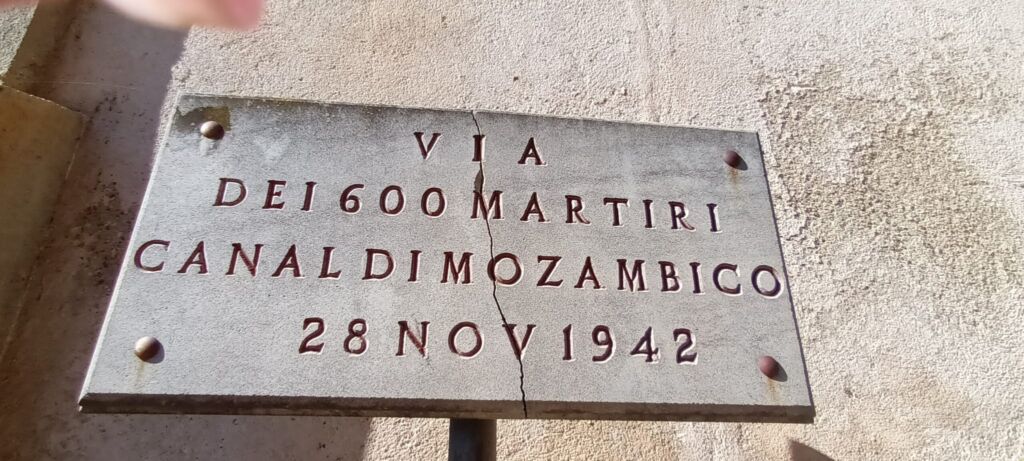 VIA
DEI 600 MARTIRI
CANAL DI MOZAMBICO
28 NOV 1942